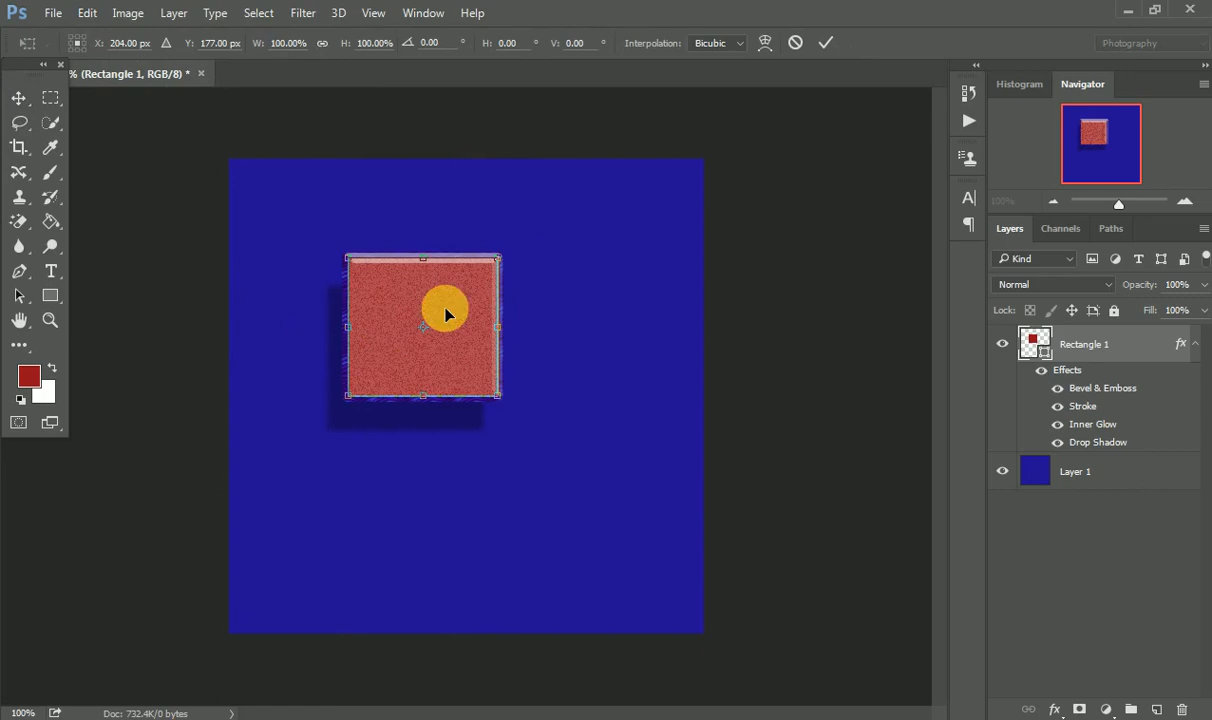 Ps File Edit Image Layer Type Select Filter 3D View Window Help
X: 204.00 px Y: 177.00 px W: 100.00% H: 100.00% 0.00 ° H: 0.00 ° V: 0.00 ° Interpolation: Bicubic Photography
% (Rectangle 1, RGB/8) * ×
Histogram Navigator
100%
Layers Channels Paths
Kind
Normal Opacity: 100%
Lock: Fill: 100%
Rectangle 1 fx
Effects
Bevel & Emboss
Stroke
Inner Glow
Drop Shadow
Layer 1
100% Doc: 732.4K/0 bytes
fx